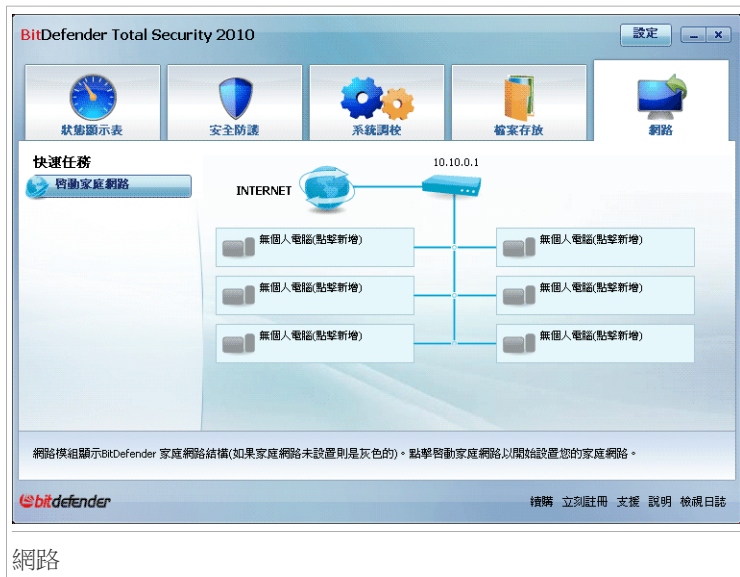 BitDefender Total Security 2010
設定
狀態顯示表
安全防護
系統調校
檔案存放
網路
快速任務
啓動家庭網路
10.10.0.1
INTERNET
無個人電腦(點擊新增)
無個人電腦(點擊新增)
無個人電腦(點擊新增)
無個人電腦(點擊新增)
無個人電腦(點擊新增)
無個人電腦(點擊新增)
網路模組顯示BitDefender 家庭網路結構(如果家庭網路未設置則是灰色的)。點擊啓動家庭網路以開始設置您的家庭網路。
bitdefender
續購 立刻註冊 支援 說明 檢視日誌
網路